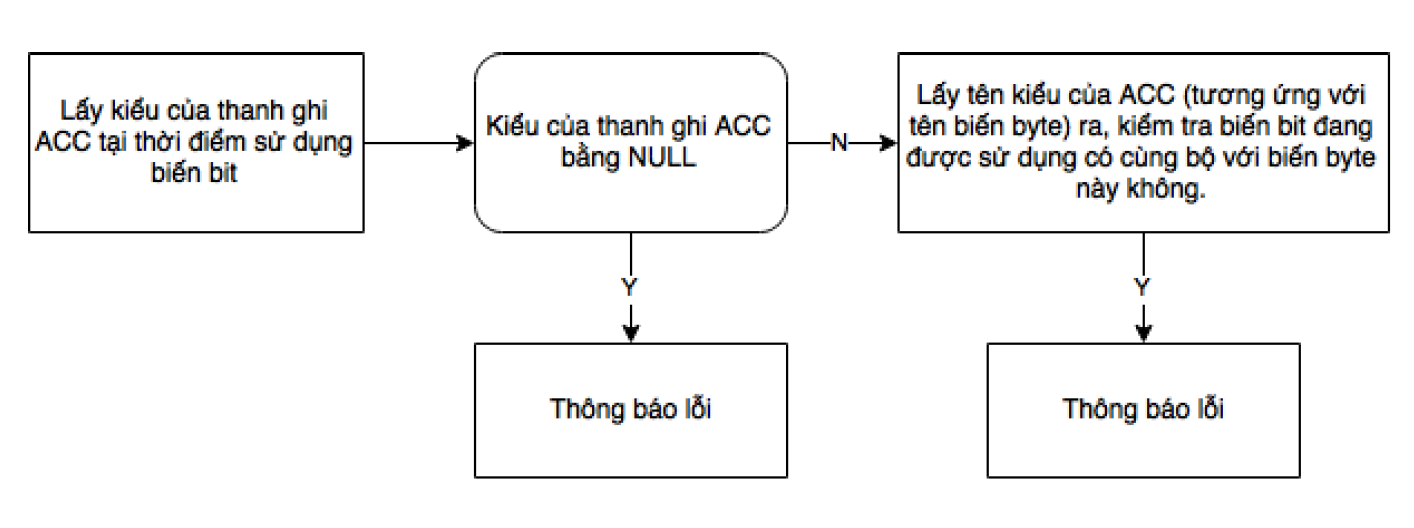 Lấy kiểu của thanh ghi
ACC tại thời điểm sử dụng
biến bit
Kiểu của thanh ghi ACC
bằng NULL
N
Lấy tên kiểu của ACC (tương ứng với
tên biến byte) ra, kiểm tra biến bit đang
được sử dụng có cùng bộ với biến byte
này không.
Y
Y
Thông báo lỗi
Thông báo lỗi